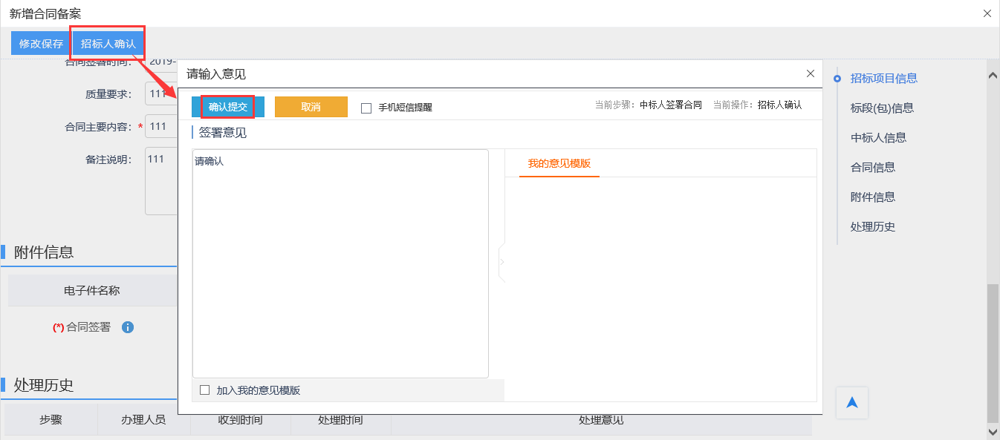 新增合同备案
修改保存 招标人确认
合同签署时间： 2019-
质量要求： 111
合同主要内容： * 111
备注说明： 111
附件信息
电子件名称
(*) 合同签署
处理历史
步骤 办理人员 收到时间 处理时间 处理意见
请输入意见
确认提交 取消 手机短信提醒 当前步骤： 中标人签署合同 当前操作： 招标人确认
签署意见
请确认
我的意见模版
加入我的意见模版
招标项目信息
标段(包)信息
中标人信息
合同信息
附件信息
处理历史